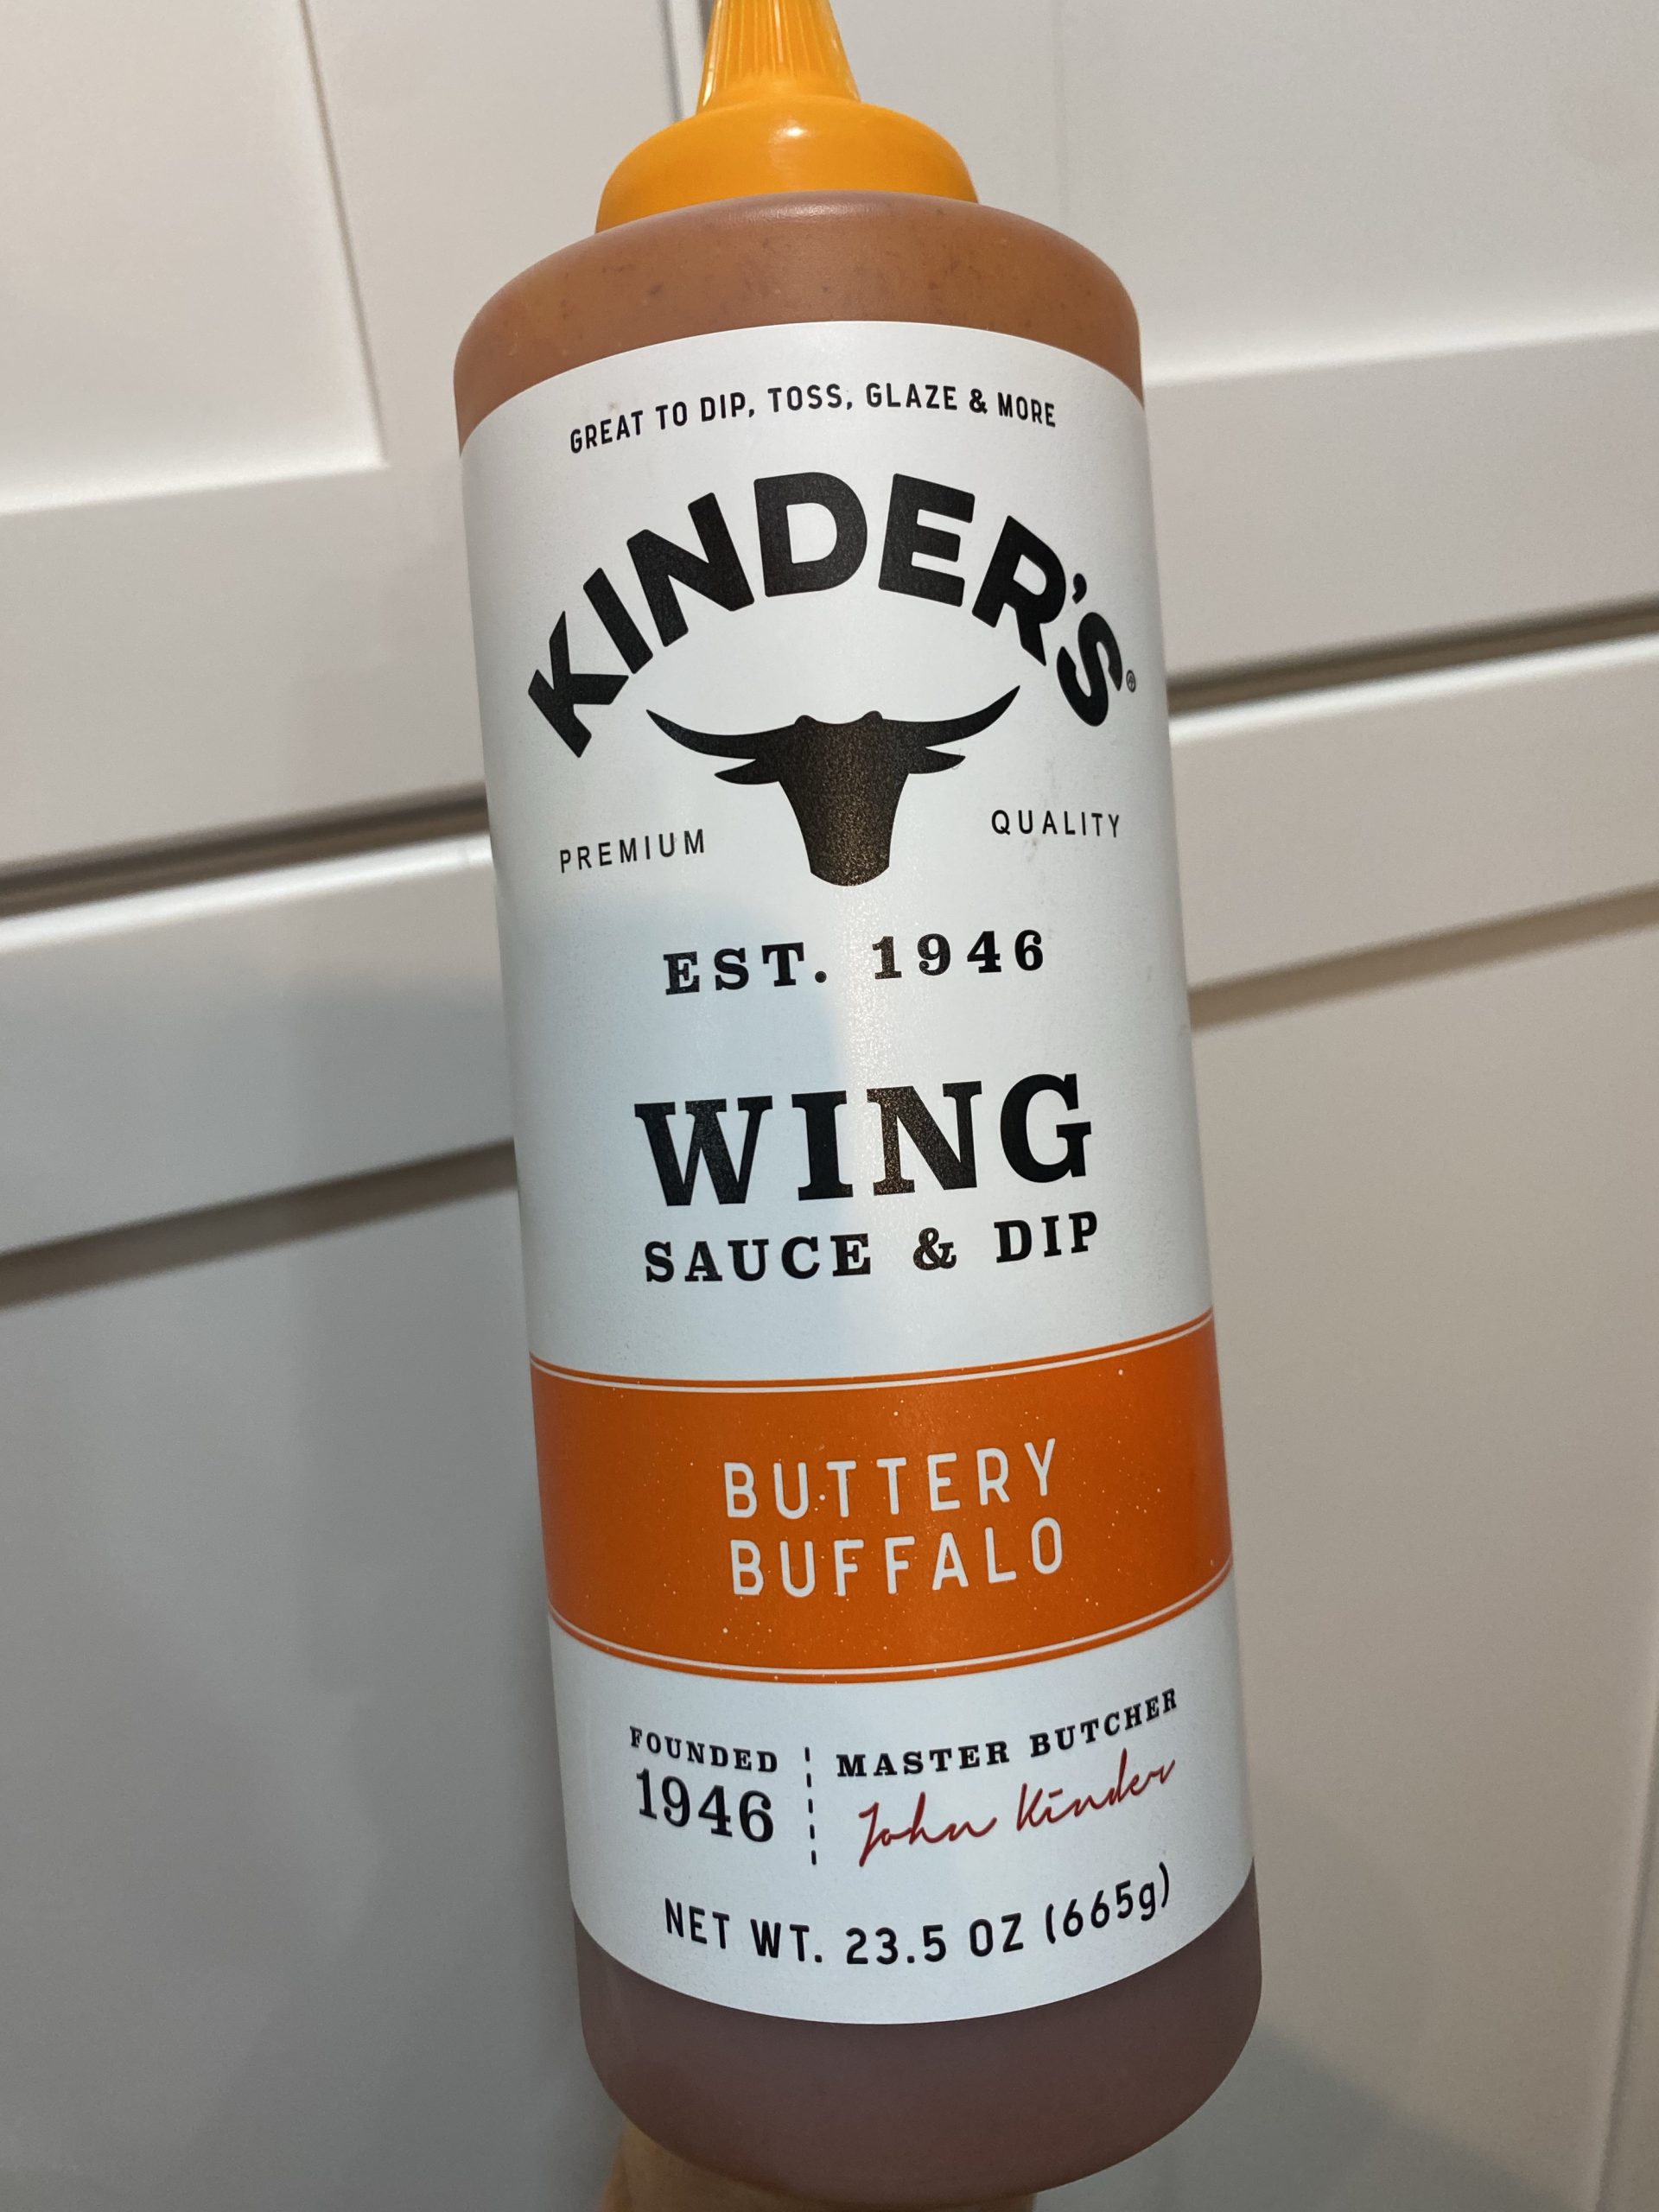 GREAT TO DIP, TOSS, GLAZE & MORE
KINDER'S®
PREMIUM QUALITY
EST. 1946
WING
SAUCE & DIP
BUTTERY
BUFFALO
FOUNDED
1946
MASTER BUTCHER
John Kinder
NET WT. 23.5 OZ (665g)